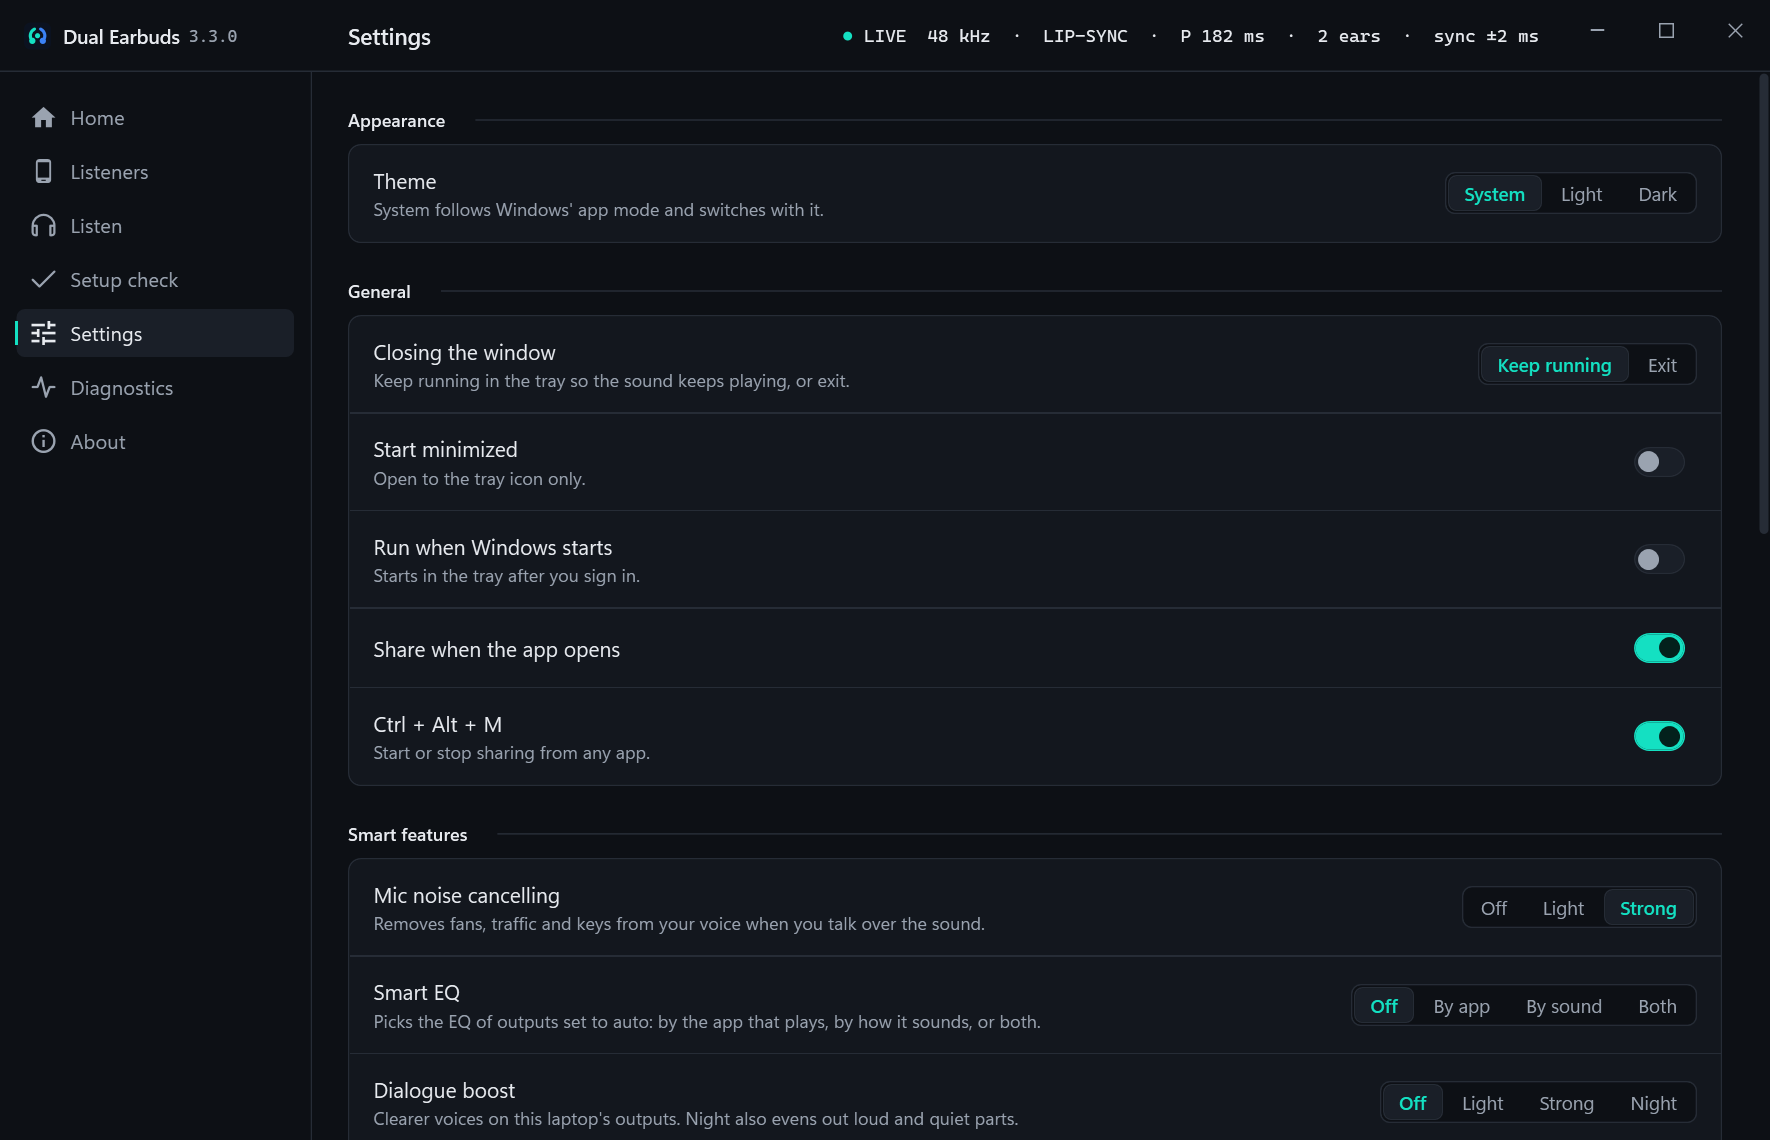 Dual Earbuds 3.3.0
Settings
LIVE 48 kHz · LIP-SYNC · P 182 ms · 2 ears · sync ±2 ms
Home
Listeners
Listen
Setup check
Settings
Diagnostics
About
Appearance
Theme
System follows Windows' app mode and switches with it.
System Light Dark
General
Closing the window
Keep running in the tray so the sound keeps playing, or exit.
Keep running Exit
Start minimized
Open to the tray icon only.
Run when Windows starts
Starts in the tray after you sign in.
Share when the app opens
Ctrl + Alt + M
Start or stop sharing from any app.
Smart features
Mic noise cancelling
Removes fans, traffic and keys from your voice when you talk over the sound.
Off Light Strong
Smart EQ
Picks the EQ of outputs set to auto: by the app that plays, by how it sounds, or both.
Off By app By sound Both
Dialogue boost
Clearer voices on this laptop's outputs. Night also evens out loud and quiet parts.
Off Light Strong Night